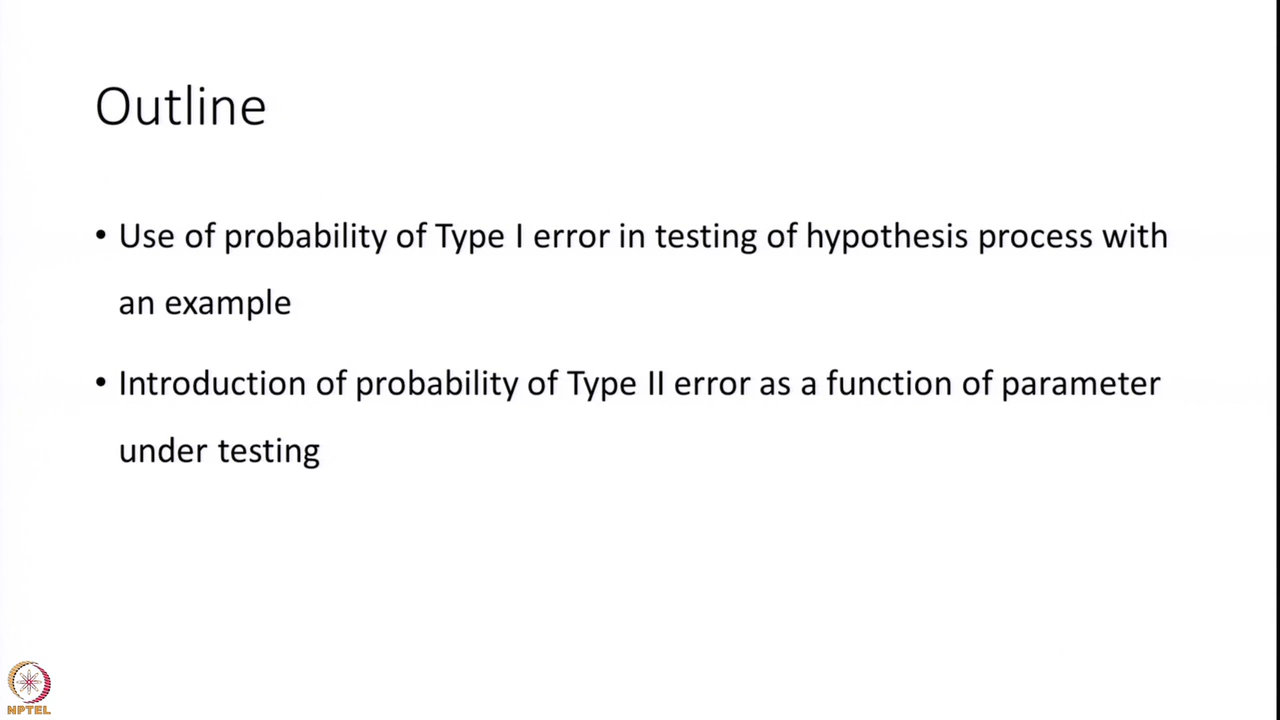 Outline
• Use of probability of Type I error in testing of hypothesis process with
an example
• Introduction of probability of Type II error as a function of parameter
under testing
NPTEL